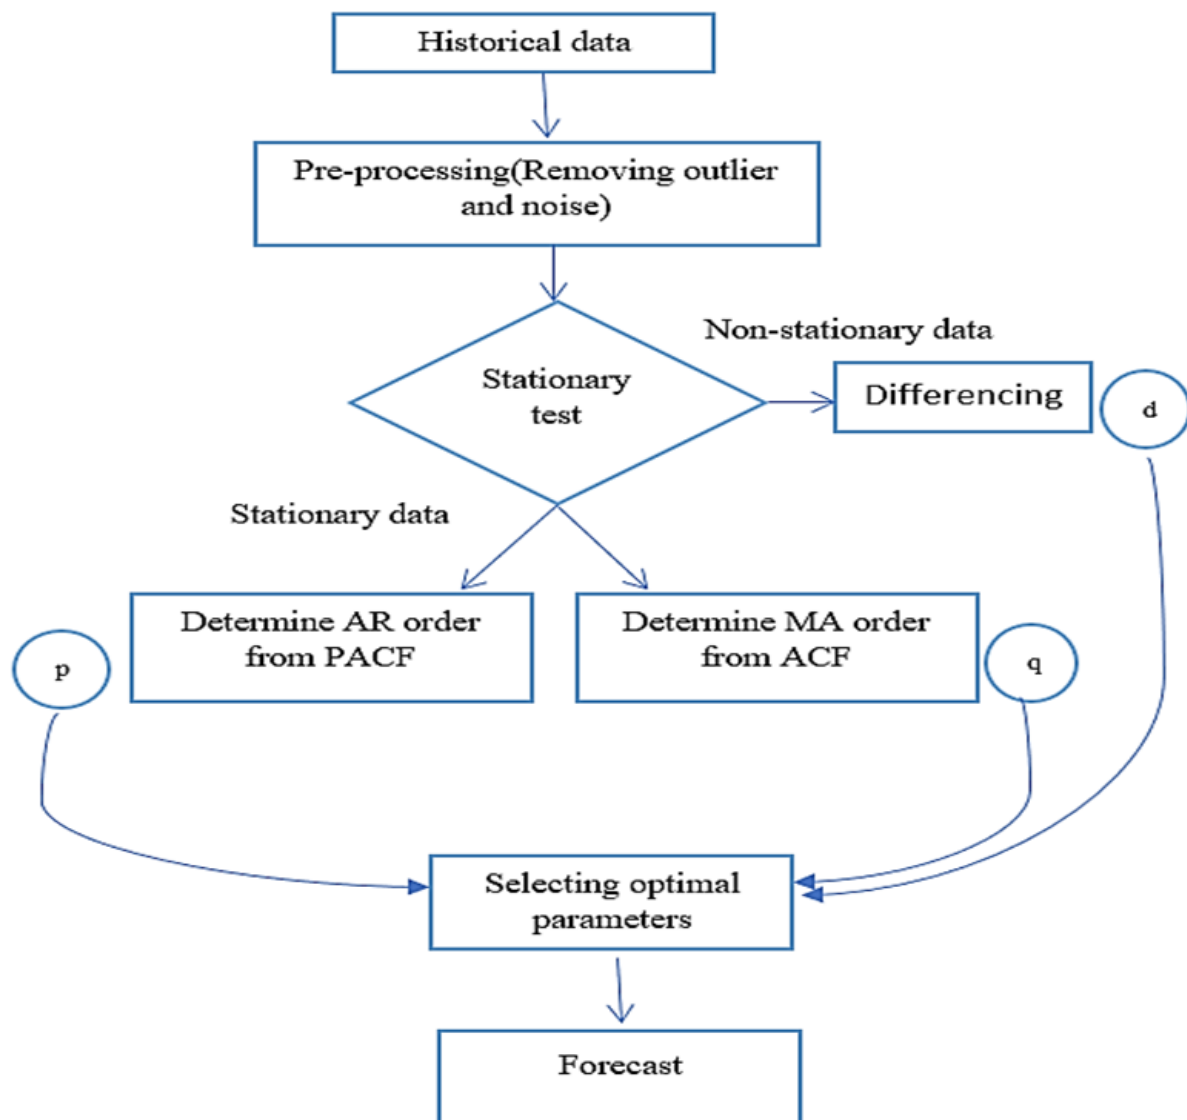 Historical data
Pre-processing(Removing outlier
and noise)
Non-stationary data
Stationary
test
Differencing
d
Stationary data
Determine AR order
from PACF
p
Determine MA order
from ACF
q
Selecting optimal
parameters
Forecast